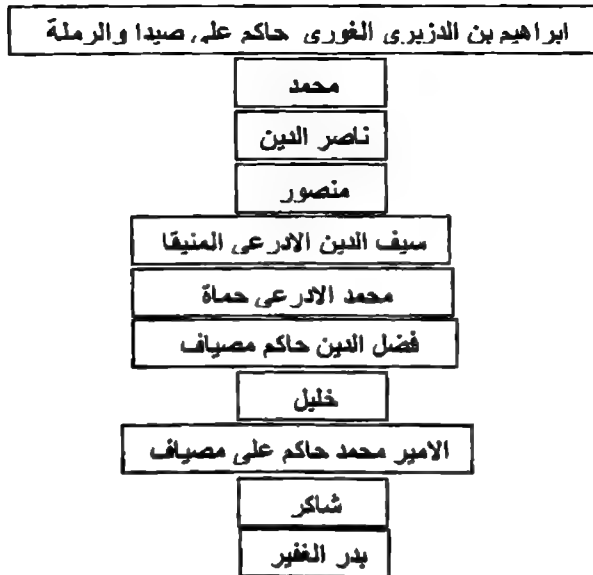 ابراهيم بن الدزيرى الغورى حاكم على صيدا والرملة
محمد
ناصر الدين
منصور
سيف الدين الادرعى المنيقا
محمد الادرعى حماة
فضل الدين حاكم مصياف
خليل
الامير محمد حاكم على مصياف
شاكر
بدر الغفير